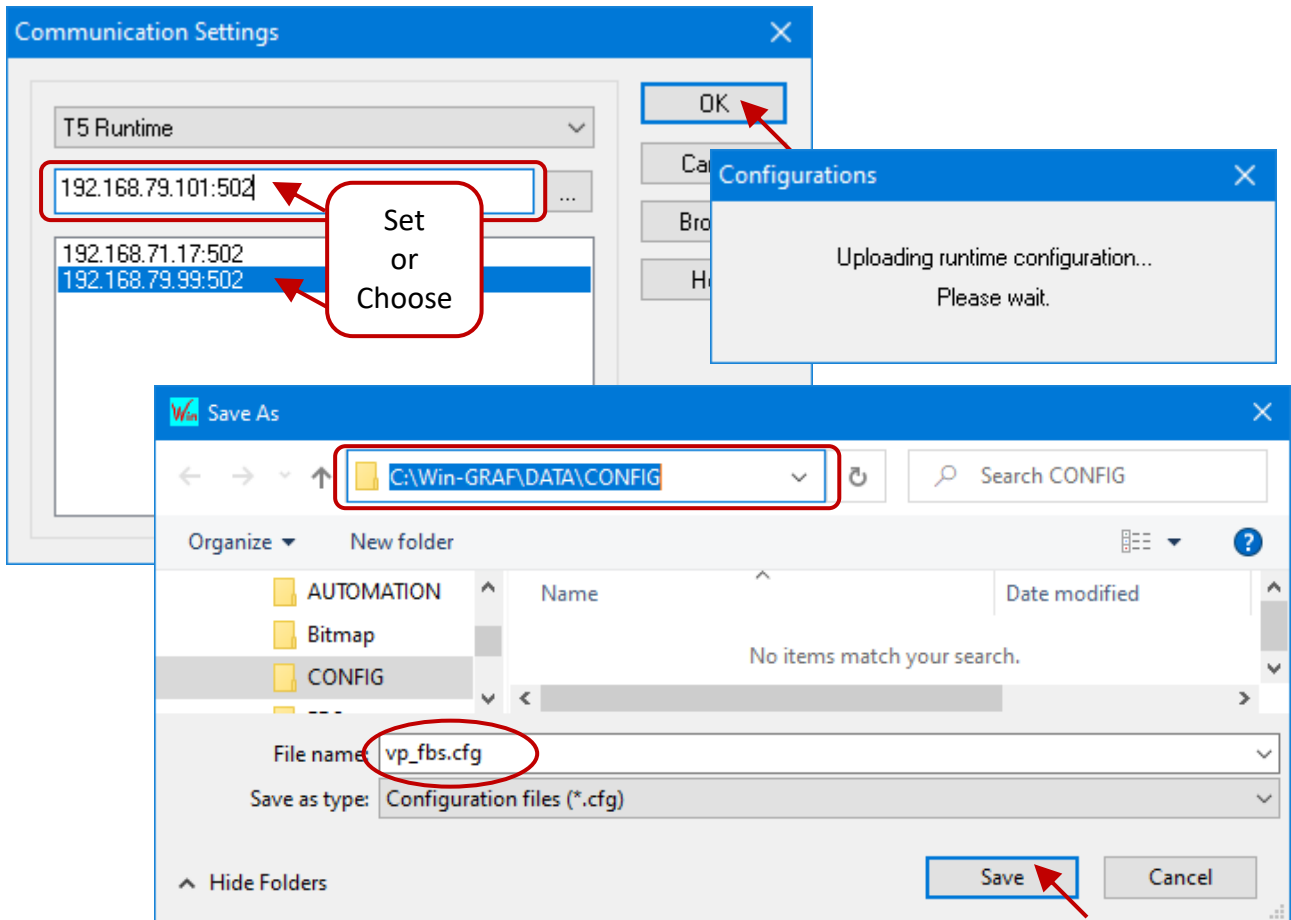 Communication Settings
T5 Runtime
192.168.79.101:502
...
192.168.71.17:502
192.168.79.99:502
Set
or
Choose
OK
Configurations
Uploading runtime configuration...
Please wait.
Win
Save As
C:\Win-GRAF\DATA\CONFIG
Search CONFIG
Organize
New folder
?
AUTOMATION
Bitmap
CONFIG
Name
Date modified
No items match your search.
File name:
vp_fbs.cfg
Save as type:
Configuration files (*.cfg)
Hide Folders
Save
Cancel